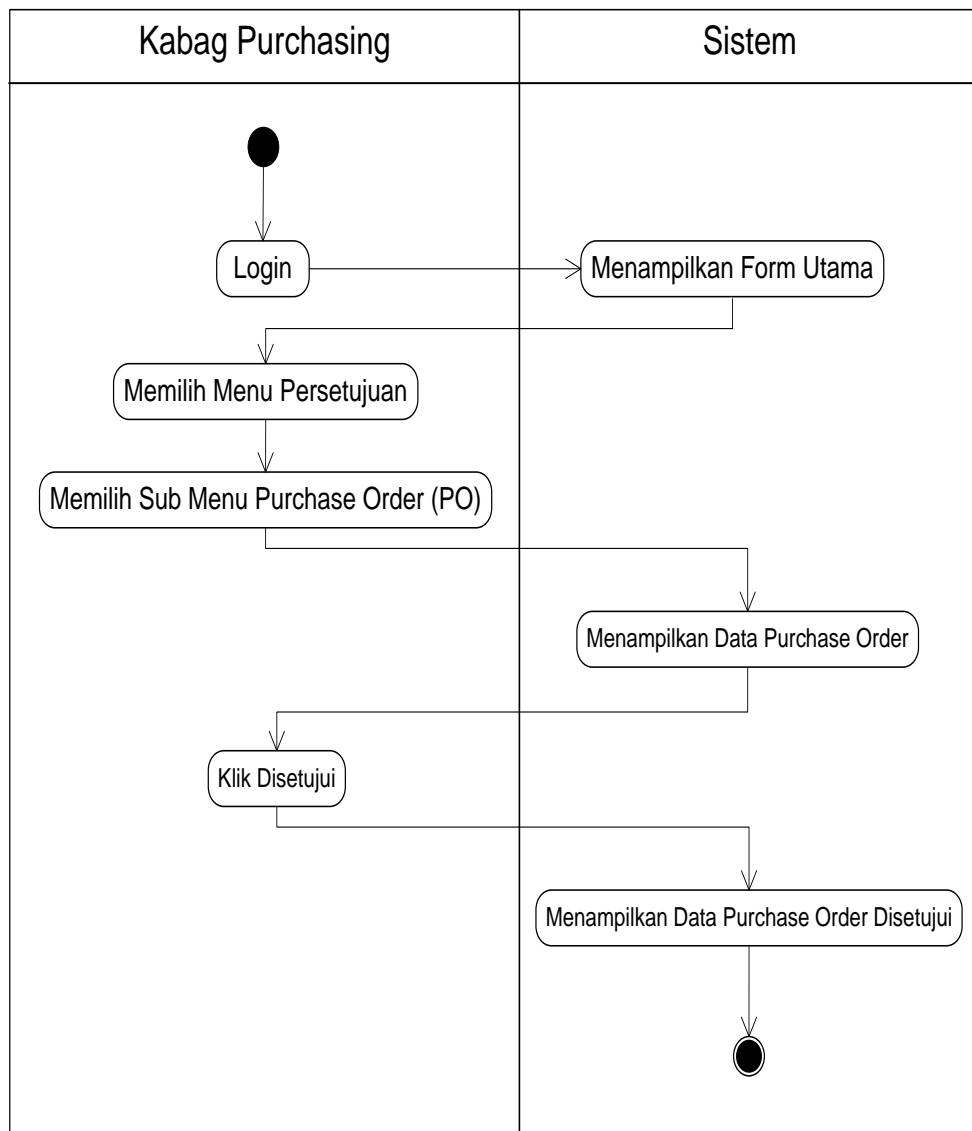 Kabag Purchasing
Sistem
Login
Menampilkan Form Utama
Memilih Menu Persetujuan
Memilih Sub Menu Purchase Order (PO)
Menampilkan Data Purchase Order
Klik Disetujui
Menampilkan Data Purchase Order Disetujui